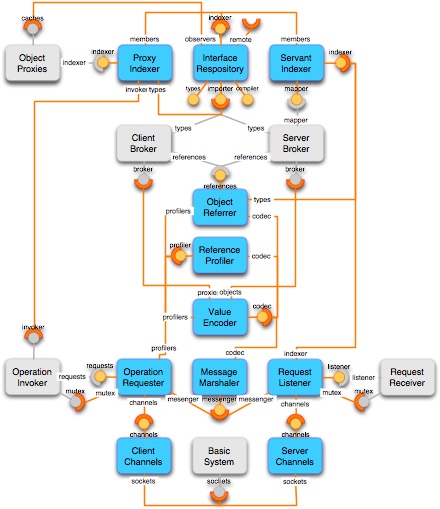 caches
indexer
members
observers
remote
members
Object
Proxies
indexer
indexer
Proxy
Indexer
Interface
Respository
Servant
Indexer
indexer
invoker
types
types
importer
compiler
mapper
mapper
types
types
Client
Broker
Server
Broker
references
references
broker
references
broker
Object
Referrer
types
profilers
codec
profiler
Reference
Profiler
codec
proxies
objects
profilers
Value
Encoder
codec
invoker
profilers
codec
indexer
Operation
Invoker
requests
requests
Operation
Requester
Message
Marshaler
Request
Listener
listener
listener
Request
Receiver
mutex
mutex
messenger
messenger
messenger
mutex
mutex
channels
channels
channels
channels
Client
Channels
Basic
System
Server
Channels
sockets
sockets
sockets